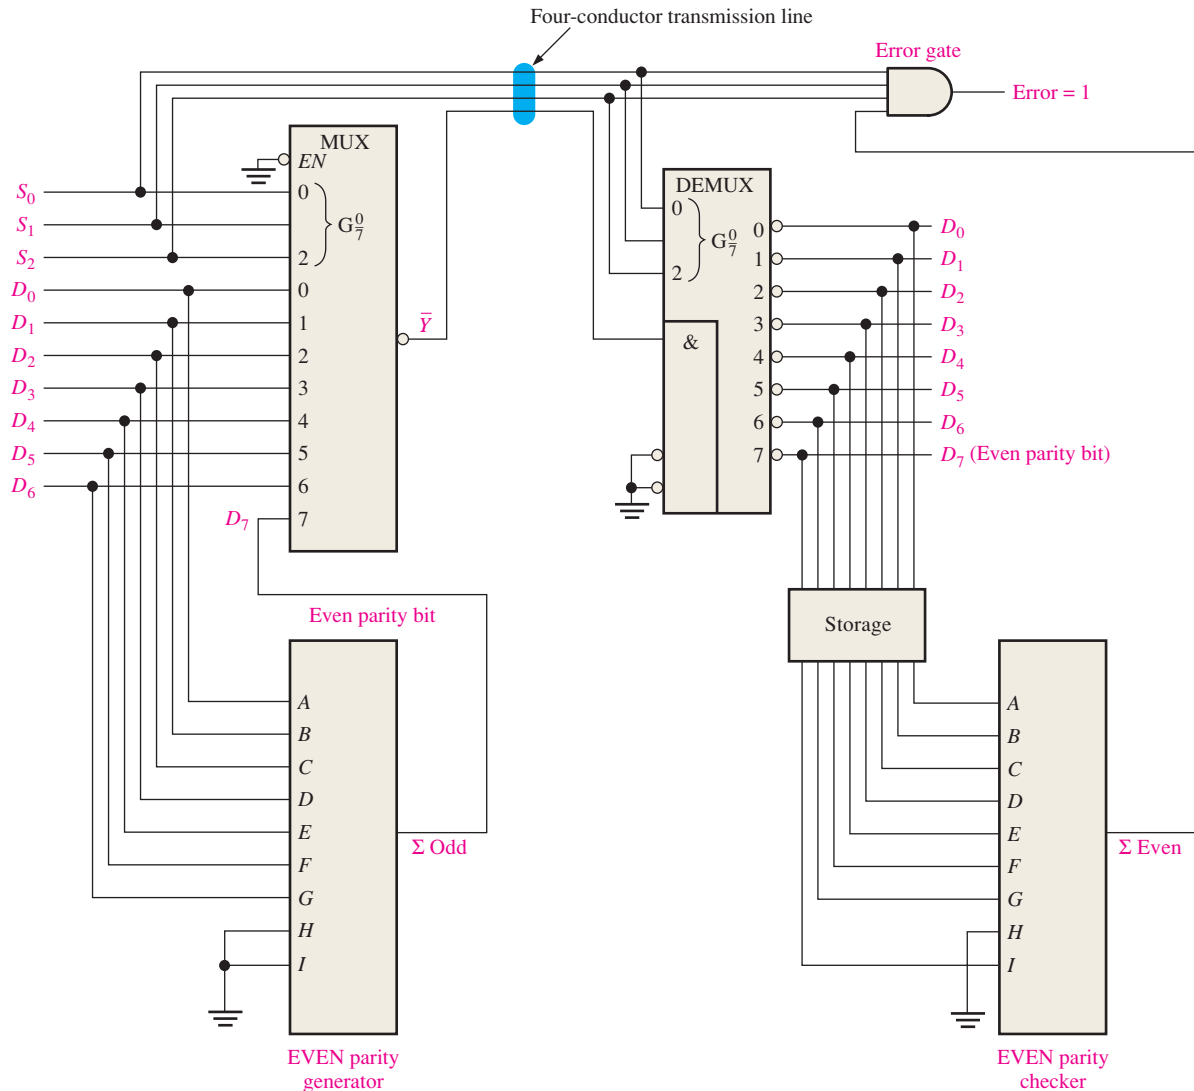 Four-conductor transmission line
Error gate
Error = 1
MUX
EN
S0
0
S1
G 0/7
S2
2
D0
0
D1
1
D2
2
D3
3
D4
4
D5
5
D6
6
D7
7
Y̅
DEMUX
0
G 0/7
2
&
0
D0
1
D1
2
D2
3
D3
4
D4
5
D5
6
D6
7
D7 (Even parity bit)
Even parity bit
Storage
A
B
C
D
E
F
G
H
I
Σ Odd
EVEN parity
generator
A
B
C
D
E
F
G
H
I
Σ Even
EVEN parity
checker